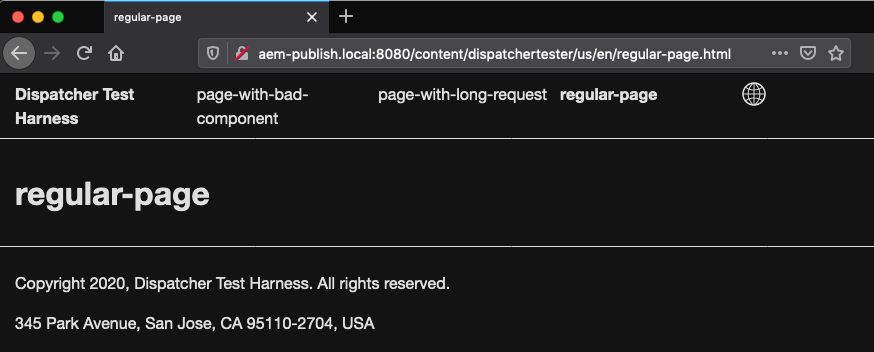 regular-page
aem-publish.local:8080/content/dispatchertester/us/en/regular-page.html
Dispatcher Test page-with-bad- page-with-long-request regular-page
Harness component
regular-page
Copyright 2020, Dispatcher Test Harness. All rights reserved.
345 Park Avenue, San Jose, CA 95110-2704, USA